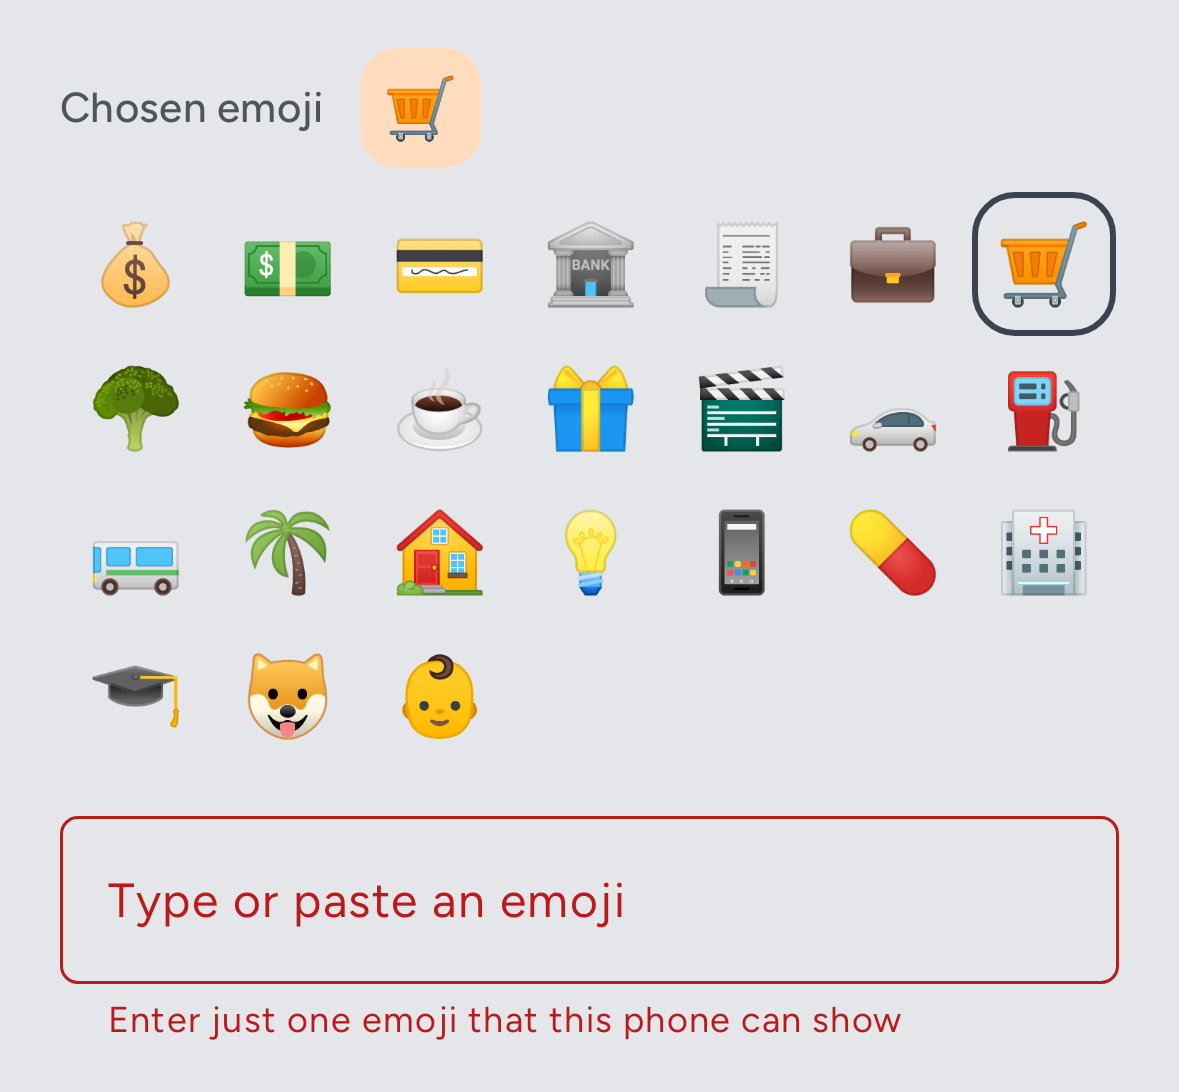 Chosen emoji
BANK
Type or paste an emoji
Enter just one emoji that this phone can show